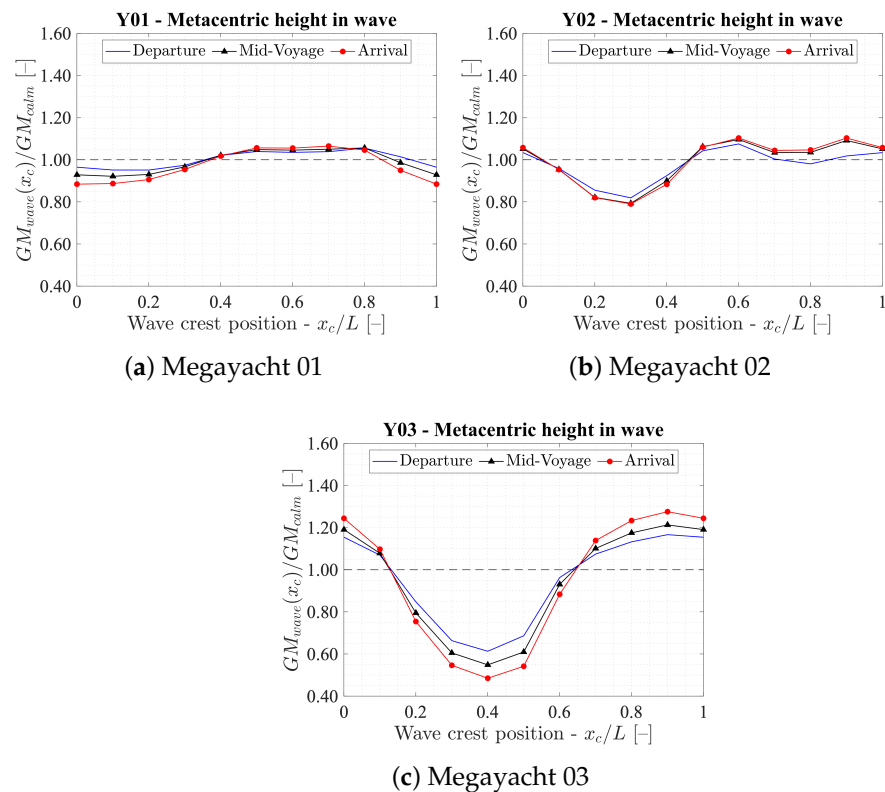 Y01 - Metacentric height in wave
Departure Mid-Voyage Arrival
1.60
1.40
1.20
1.00
0.80
0.60
0.40
GM_wave(x_c)/GM_calm [–]
0 0.2 0.4 0.6 0.8 1
Wave crest position - x_c/L [–]
(a) Megayacht 01
Y02 - Metacentric height in wave
Departure Mid-Voyage Arrival
1.60
1.40
1.20
1.00
0.80
0.60
0.40
GM_wave(x_c)/GM_calm [–]
0 0.2 0.4 0.6 0.8 1
Wave crest position - x_c/L [–]
(b) Megayacht 02
Y03 - Metacentric height in wave
Departure Mid-Voyage Arrival
1.60
1.40
1.20
1.00
0.80
0.60
0.40
GM_wave(x_c)/GM_calm [–]
0 0.2 0.4 0.6 0.8 1
Wave crest position - x_c/L [–]
(c) Megayacht 03